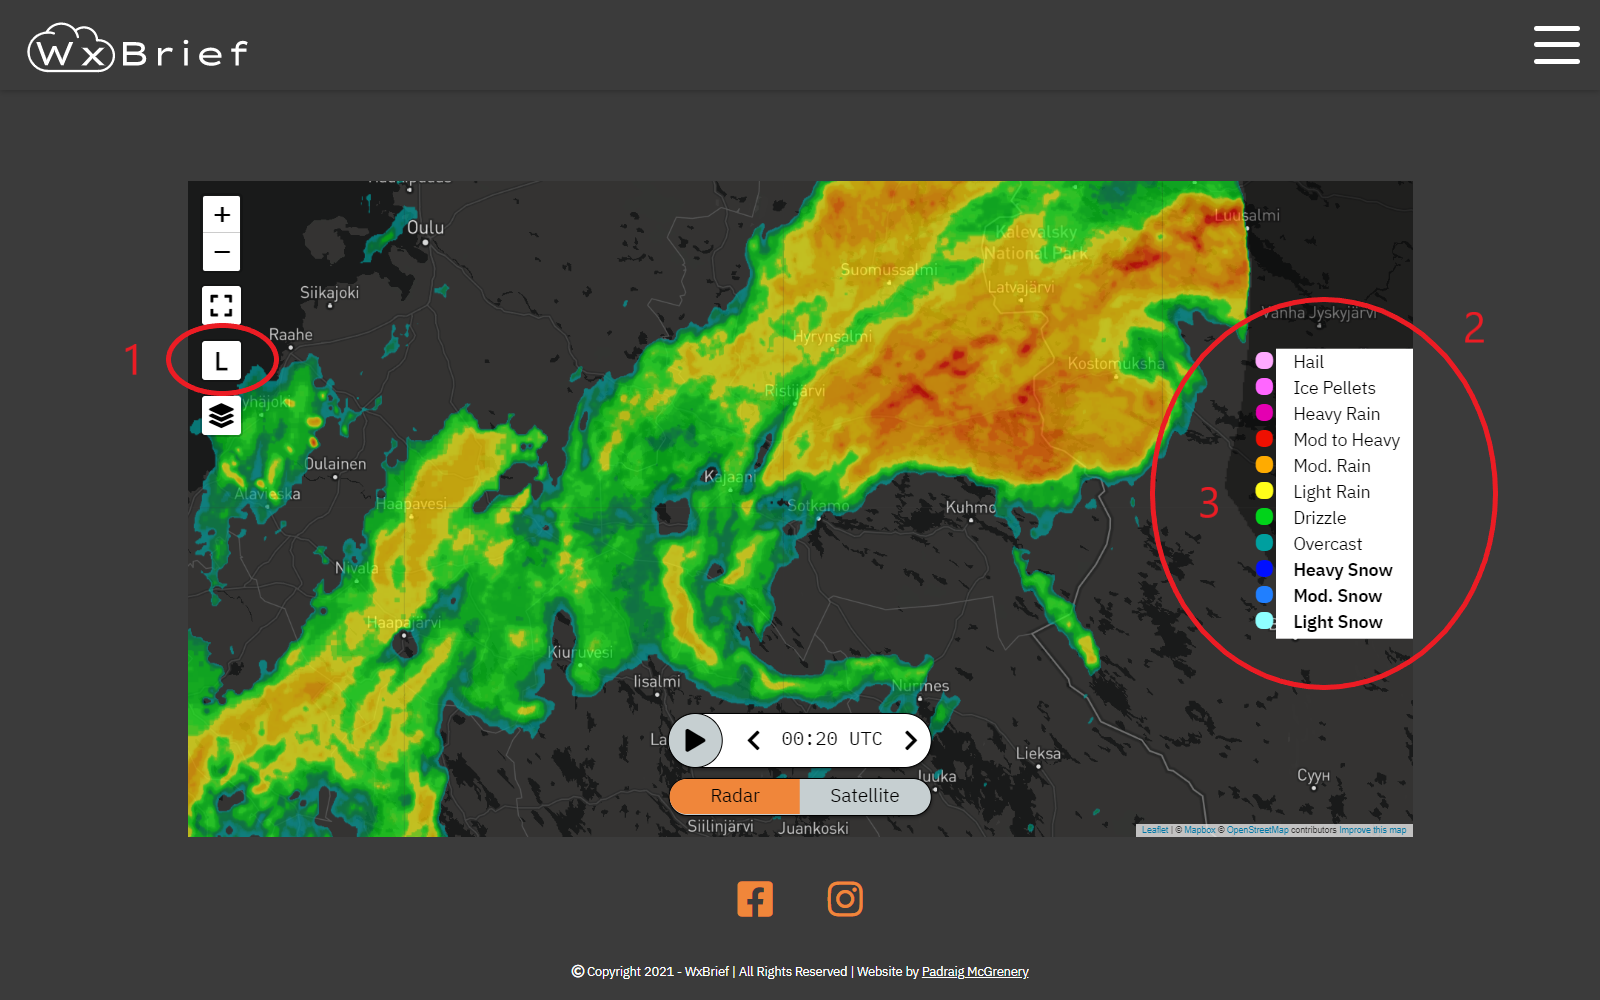 WxBrief
Oulu
Luusalmi
Kalevalsky
National Park
Suomussalmi
Latvajärvi
Siikajoki
+
−
Vanha Jyskyjärvi
Raahe
Hyrynsalmi
1
L
2
Kostomuksha
Ristijärvi
Hail
Ice Pellets
Heavy Rain
Mod to Heavy
Mod. Rain
Light Rain
Drizzle
Overcast
Heavy Snow
Mod. Snow
Light Snow
3
Oulainen
Alavieska
Haapavesi
Kajaani
Sotkamo
Kuhmo
Nivala
Haapajärvi
Kiuruvesi
Iisalmi
Nurmes
La
00:20 UTC
Lieksa
Juuka
Суун
Radar
Satellite
Siilinjärvi
Juankoski
Leaflet | © Mapbox © OpenStreetMap contributors Improve this map
© Copyright 2021 - WxBrief | All Rights Reserved | Website by Padraig McGrenery